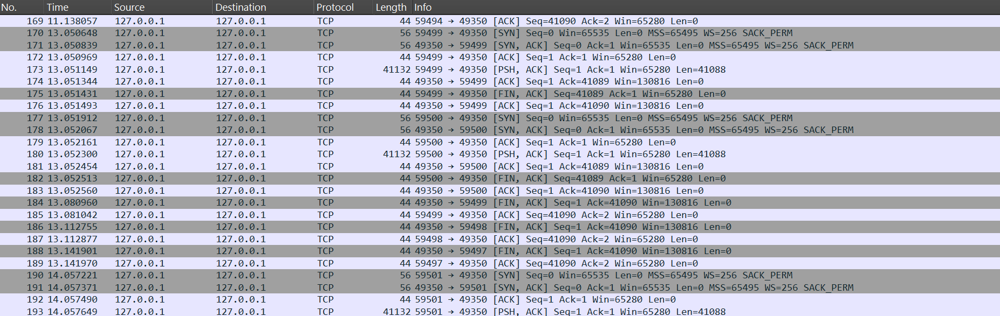 No. Time Source Destination Protocol Length Info
169 11.138057 127.0.0.1 127.0.0.1 TCP 44 59494 → 49350 [ACK] Seq=41090 Ack=2 Win=65280 Len=0
170 13.050648 127.0.0.1 127.0.0.1 TCP 56 59499 → 49350 [SYN] Seq=0 Win=65535 Len=0 MSS=65495 WS=256 SACK_PERM
171 13.050839 127.0.0.1 127.0.0.1 TCP 56 49350 → 59499 [SYN, ACK] Seq=0 Ack=1 Win=65535 Len=0 MSS=65495 WS=256 SACK_PERM
172 13.050969 127.0.0.1 127.0.0.1 TCP 44 59499 → 49350 [ACK] Seq=1 Ack=1 Win=65280 Len=0
173 13.051149 127.0.0.1 127.0.0.1 TCP 41132 59499 → 49350 [PSH, ACK] Seq=1 Ack=1 Win=65280 Len=41088
174 13.051344 127.0.0.1 127.0.0.1 TCP 44 49350 → 59499 [ACK] Seq=1 Ack=41089 Win=130816 Len=0
175 13.051431 127.0.0.1 127.0.0.1 TCP 44 59499 → 49350 [FIN, ACK] Seq=41089 Ack=1 Win=65280 Len=0
176 13.051493 127.0.0.1 127.0.0.1 TCP 44 49350 → 59499 [ACK] Seq=1 Ack=41090 Win=130816 Len=0
177 13.051912 127.0.0.1 127.0.0.1 TCP 56 59500 → 49350 [SYN] Seq=0 Win=65535 Len=0 MSS=65495 WS=256 SACK_PERM
178 13.052067 127.0.0.1 127.0.0.1 TCP 56 49350 → 59500 [SYN, ACK] Seq=0 Ack=1 Win=65535 Len=0 MSS=65495 WS=256 SACK_PERM
179 13.052161 127.0.0.1 127.0.0.1 TCP 44 59500 → 49350 [ACK] Seq=1 Ack=1 Win=65280 Len=0
180 13.052300 127.0.0.1 127.0.0.1 TCP 41132 59500 → 49350 [PSH, ACK] Seq=1 Ack=1 Win=65280 Len=41088
181 13.052454 127.0.0.1 127.0.0.1 TCP 44 49350 → 59500 [ACK] Seq=1 Ack=41089 Win=130816 Len=0
182 13.052513 127.0.0.1 127.0.0.1 TCP 44 59500 → 49350 [FIN, ACK] Seq=41089 Ack=1 Win=65280 Len=0
183 13.052560 127.0.0.1 127.0.0.1 TCP 44 49350 → 59500 [ACK] Seq=1 Ack=41090 Win=130816 Len=0
184 13.080960 127.0.0.1 127.0.0.1 TCP 44 49350 → 59499 [FIN, ACK] Seq=1 Ack=41090 Win=130816 Len=0
185 13.081042 127.0.0.1 127.0.0.1 TCP 44 59499 → 49350 [ACK] Seq=41090 Ack=2 Win=65280 Len=0
186 13.112755 127.0.0.1 127.0.0.1 TCP 44 49350 → 59498 [FIN, ACK] Seq=1 Ack=41090 Win=130816 Len=0
187 13.112877 127.0.0.1 127.0.0.1 TCP 44 59498 → 49350 [ACK] Seq=41090 Ack=2 Win=65280 Len=0
188 13.141901 127.0.0.1 127.0.0.1 TCP 44 49350 → 59497 [FIN, ACK] Seq=1 Ack=41090 Win=130816 Len=0
189 13.141970 127.0.0.1 127.0.0.1 TCP 44 59497 → 49350 [ACK] Seq=41090 Ack=2 Win=65280 Len=0
190 14.057221 127.0.0.1 127.0.0.1 TCP 56 59501 → 49350 [SYN] Seq=0 Win=65535 Len=0 MSS=65495 WS=256 SACK_PERM
191 14.057371 127.0.0.1 127.0.0.1 TCP 56 49350 → 59501 [SYN, ACK] Seq=0 Ack=1 Win=65535 Len=0 MSS=65495 WS=256 SACK_PERM
192 14.057490 127.0.0.1 127.0.0.1 TCP 44 59501 → 49350 [ACK] Seq=1 Ack=1 Win=65280 Len=0
193 14.057649 127.0.0.1 127.0.0.1 TCP 41132 59501 → 49350 [PSH, ACK] Seq=1 Ack=1 Win=65280 Len=41088